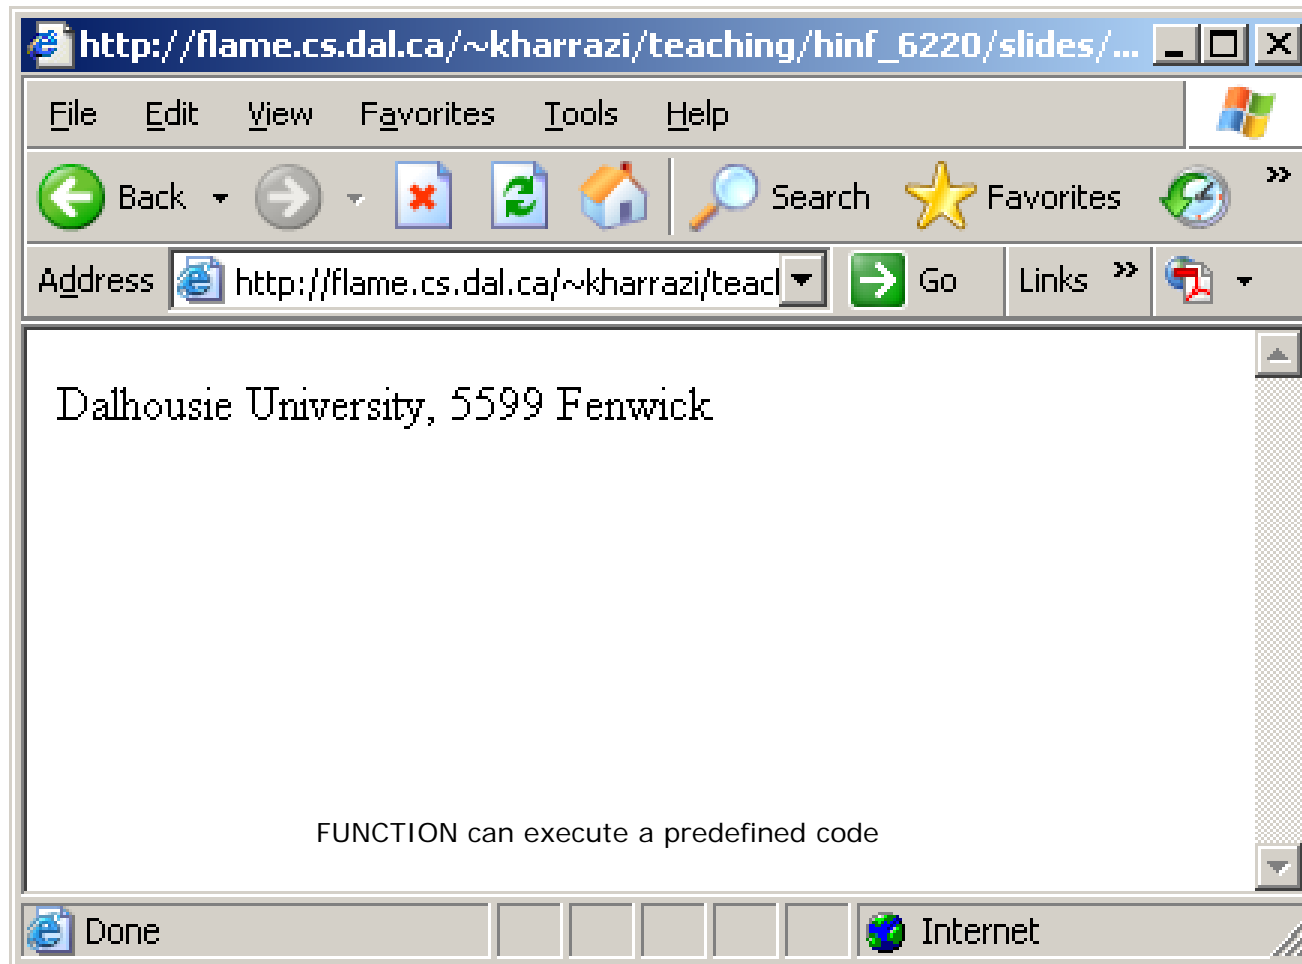 http://flame.cs.dal.ca/~kharrazi/teaching/hinf_6220/slides/...
File Edit View Favorites Tools Help
Back Search Favorites »
Address http://flame.cs.dal.ca/~kharrazi/teacl Go Links »
Dalhousie University, 5599 Fenwick
FUNCTION can execute a predefined code
Done Internet